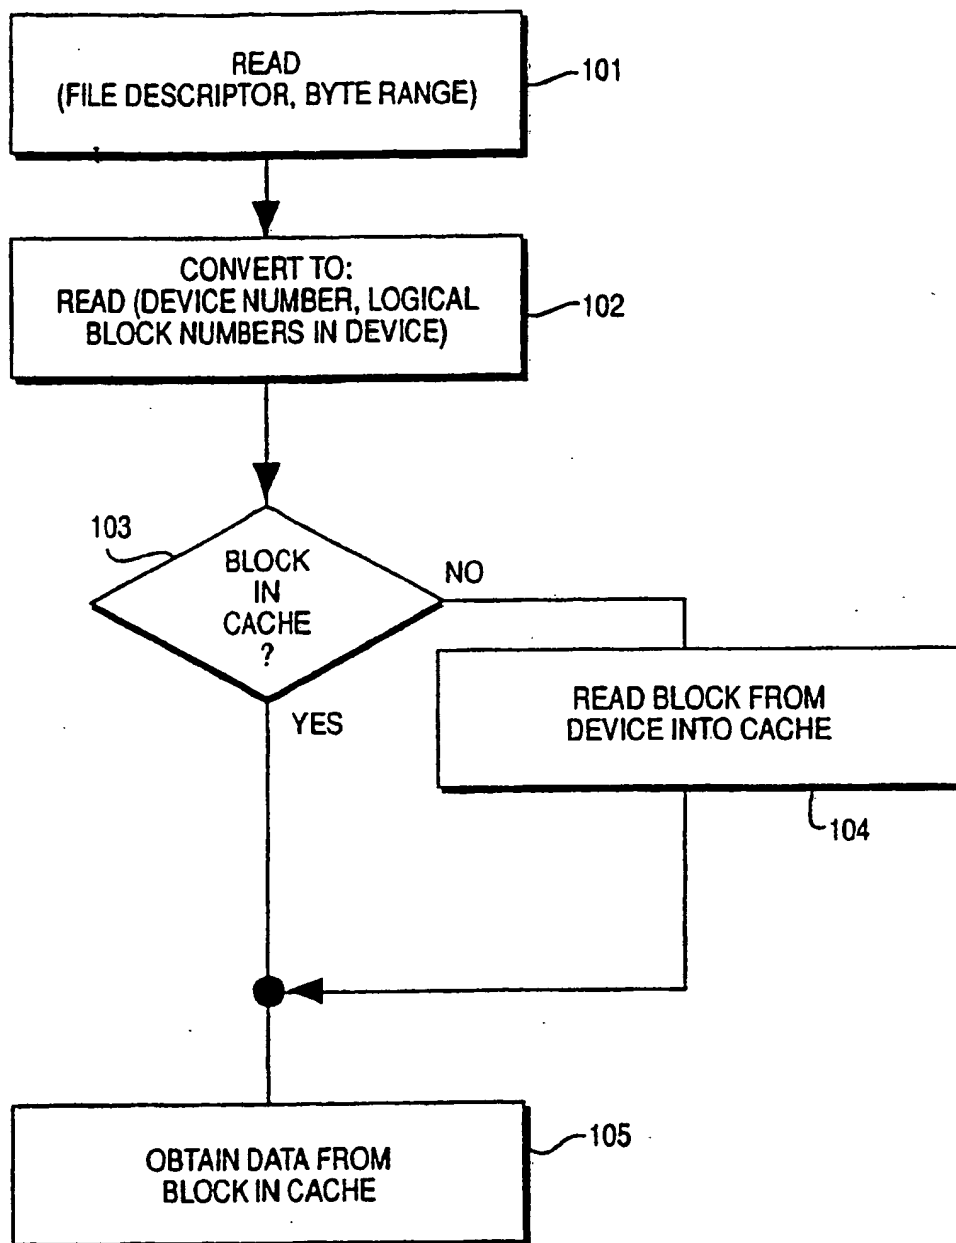 READ
(FILE DESCRIPTOR, BYTE RANGE)
101
CONVERT TO:
READ (DEVICE NUMBER, LOGICAL
BLOCK NUMBERS IN DEVICE)
102
103
BLOCK
IN
CACHE
?
NO
YES
READ BLOCK FROM
DEVICE INTO CACHE
104
OBTAIN DATA FROM
BLOCK IN CACHE
105